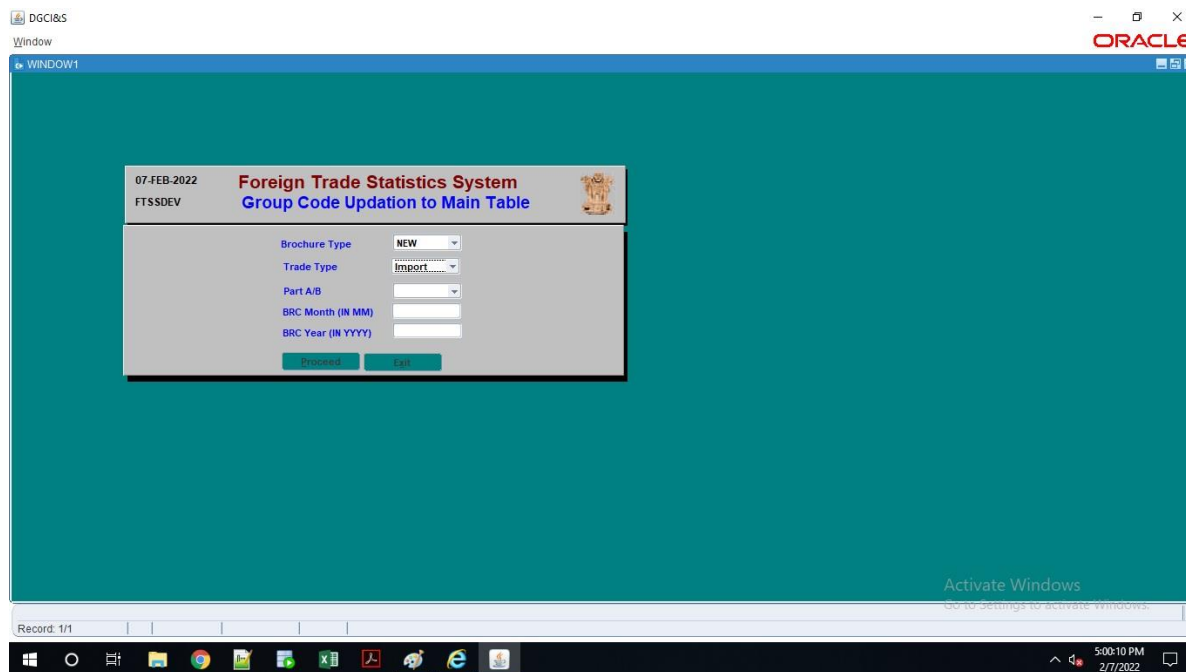 DGCI&S
Window
ORACLE
WINDOW1
07-FEB-2022
Foreign Trade Statistics System
FTSSDEV
Group Code Updation to Main Table
Brochure Type NEW
Trade Type Import
Part A/B
BRC Month (IN MM)
BRC Year (IN YYYY)
Proceed Exit
Activate Windows
Go to Settings to activate Windows.
Record: 1/1
5:00:10 PM
2/7/2022